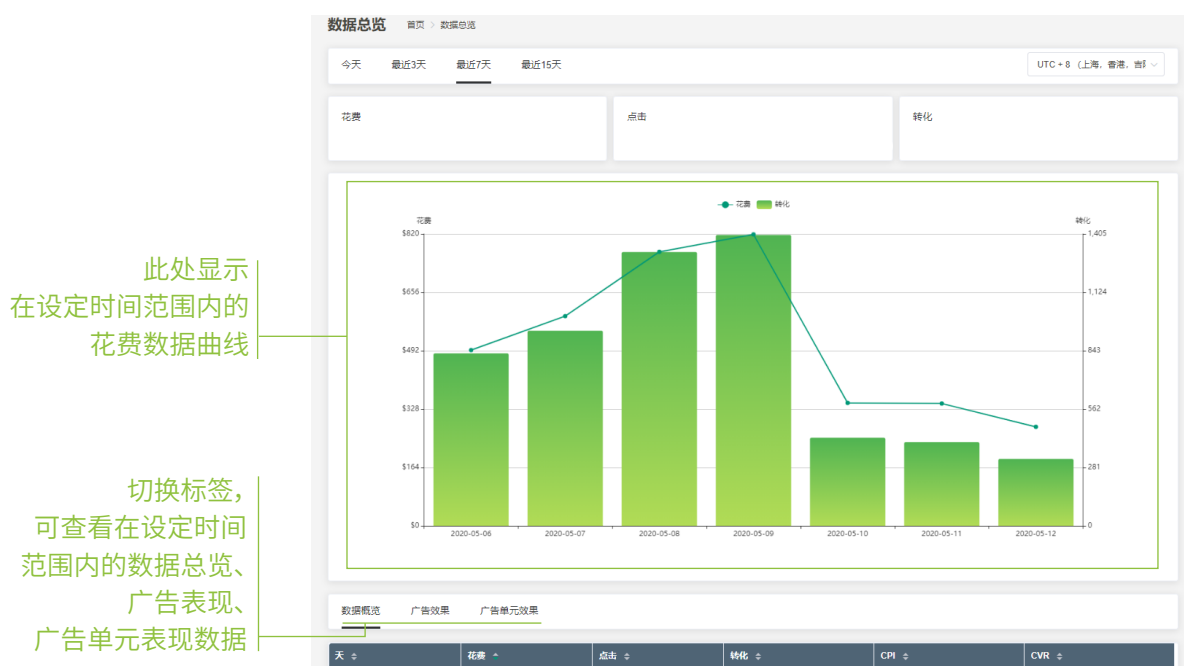 数据总览 首页 > 数据总览
今天 最近3天 最近7天 最近15天
花费 点击 转化
花费 转化
花费 转化
$820 1,405
$656 1,124
$492 843
$328 562
$164 281
$0 0
2020-05-06 2020-05-07 2020-05-08 2020-05-09 2020-05-10 2020-05-11 2020-05-12
此处显示
在设定时间范围内的
花费数据曲线
切换标签，
可查看在设定时间
范围内的数据总览、
广告表现、
广告单元表现数据
数据概览 广告效果 广告单元效果
天 花费 点击 转化 CPI CVR
UTC + 8 （上海, 香港,